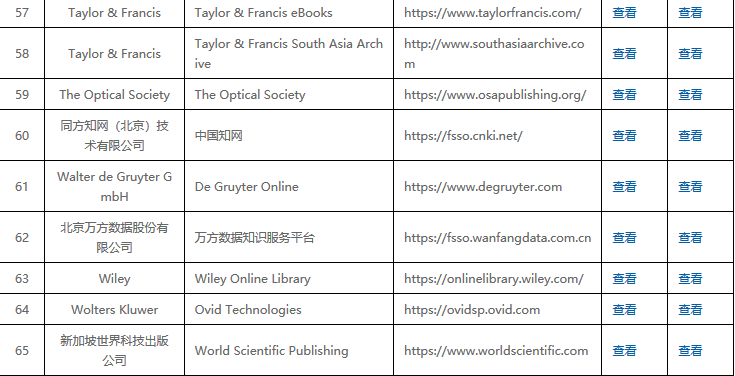 57 Taylor & Francis Taylor & Francis eBooks https://www.taylorfrancis.com/ 查看 查看
58 Taylor & Francis Taylor & Francis South Asia Arch
ive http://www.southasiaarchive.co
m 查看 查看
59 The Optical Society The Optical Society https://www.osapublishing.org/ 查看 查看
60 同方知网（北京）技
术有限公司 中国知网 https://fsso.cnki.net/ 查看 查看
61 Walter de Gruyter G
mbH De Gruyter Online https://www.degruyter.com 查看 查看
62 北京万方数据股份有
限公司 万方数据知识服务平台 https://fsso.wanfangdata.com.cn 查看 查看
63 Wiley Wiley Online Library https://onlinelibrary.wiley.com/ 查看 查看
64 Wolters Kluwer Ovid Technologies https://ovidsp.ovid.com 查看 查看
65 新加坡世界科技出版
公司 World Scientific Publishing https://www.worldscientific.com 查看 查看